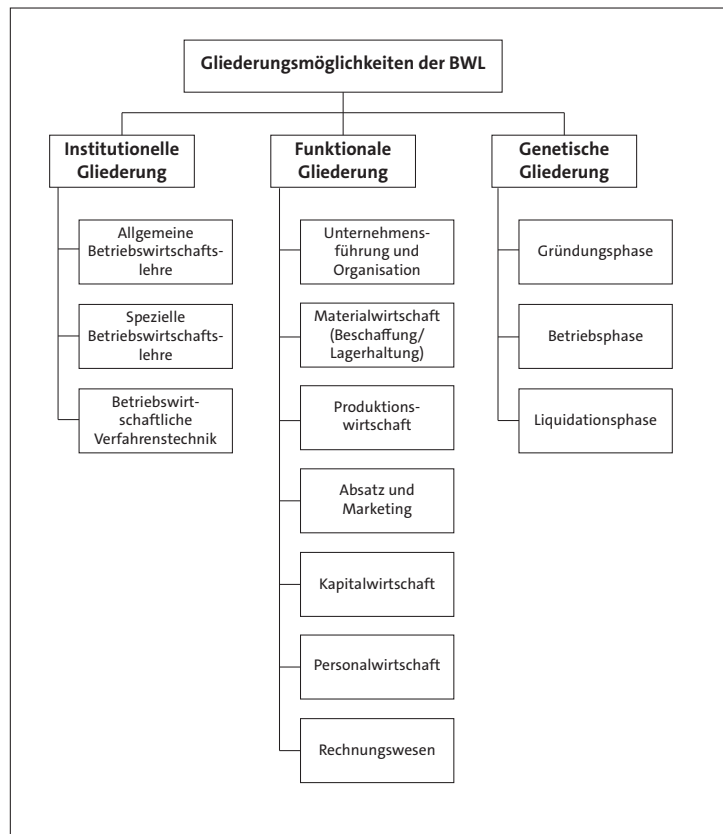 Gliederungsmöglichkeiten der BWL
Institutionelle
Gliederung
Allgemeine
Betriebswirtschafts-
lehre
Spezielle
Betriebswirtschafts-
lehre
Betriebswirt-
schaftliche
Verfahrenstechnik
Funktionale
Gliederung
Unternehmens-
führung und
Organisation
Materialwirtschaft
(Beschaffung/
Lagerhaltung)
Produktions-
wirtschaft
Absatz und
Marketing
Kapitalwirtschaft
Personalwirtschaft
Rechnungswesen
Genetische
Gliederung
Gründungsphase
Betriebsphase
Liquidationsphase